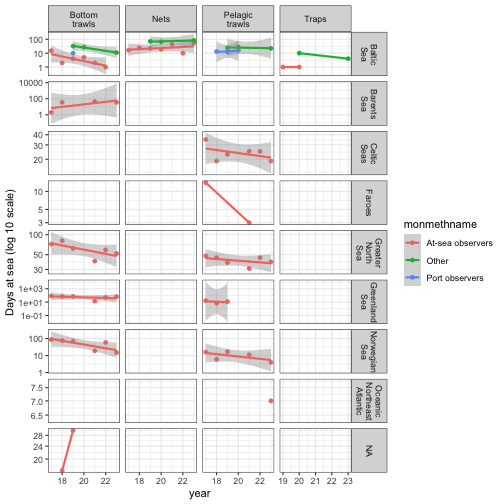 Bottom
trawls
Nets
Pelagic
trawls
Traps
100
10
1
Baltic
Sea
10000
100
1
Barents
Sea
40
30
20
Celtic
Seas
10
5
3
Faroes
100
50
30
Greater
North
Sea
1e+03
1e+01
1e-01
Greenland
Sea
100
10
1
Norwegian
Sea
7.5
7.0
6.5
Oceanic
Northeast
Atlantic
28
24
20
NA
18 20 22
18 20 22
18 20 22
19 20 21 22 23
year
Days at sea (log 10 scale)
monmethname
At-sea observers
Other
Port observers